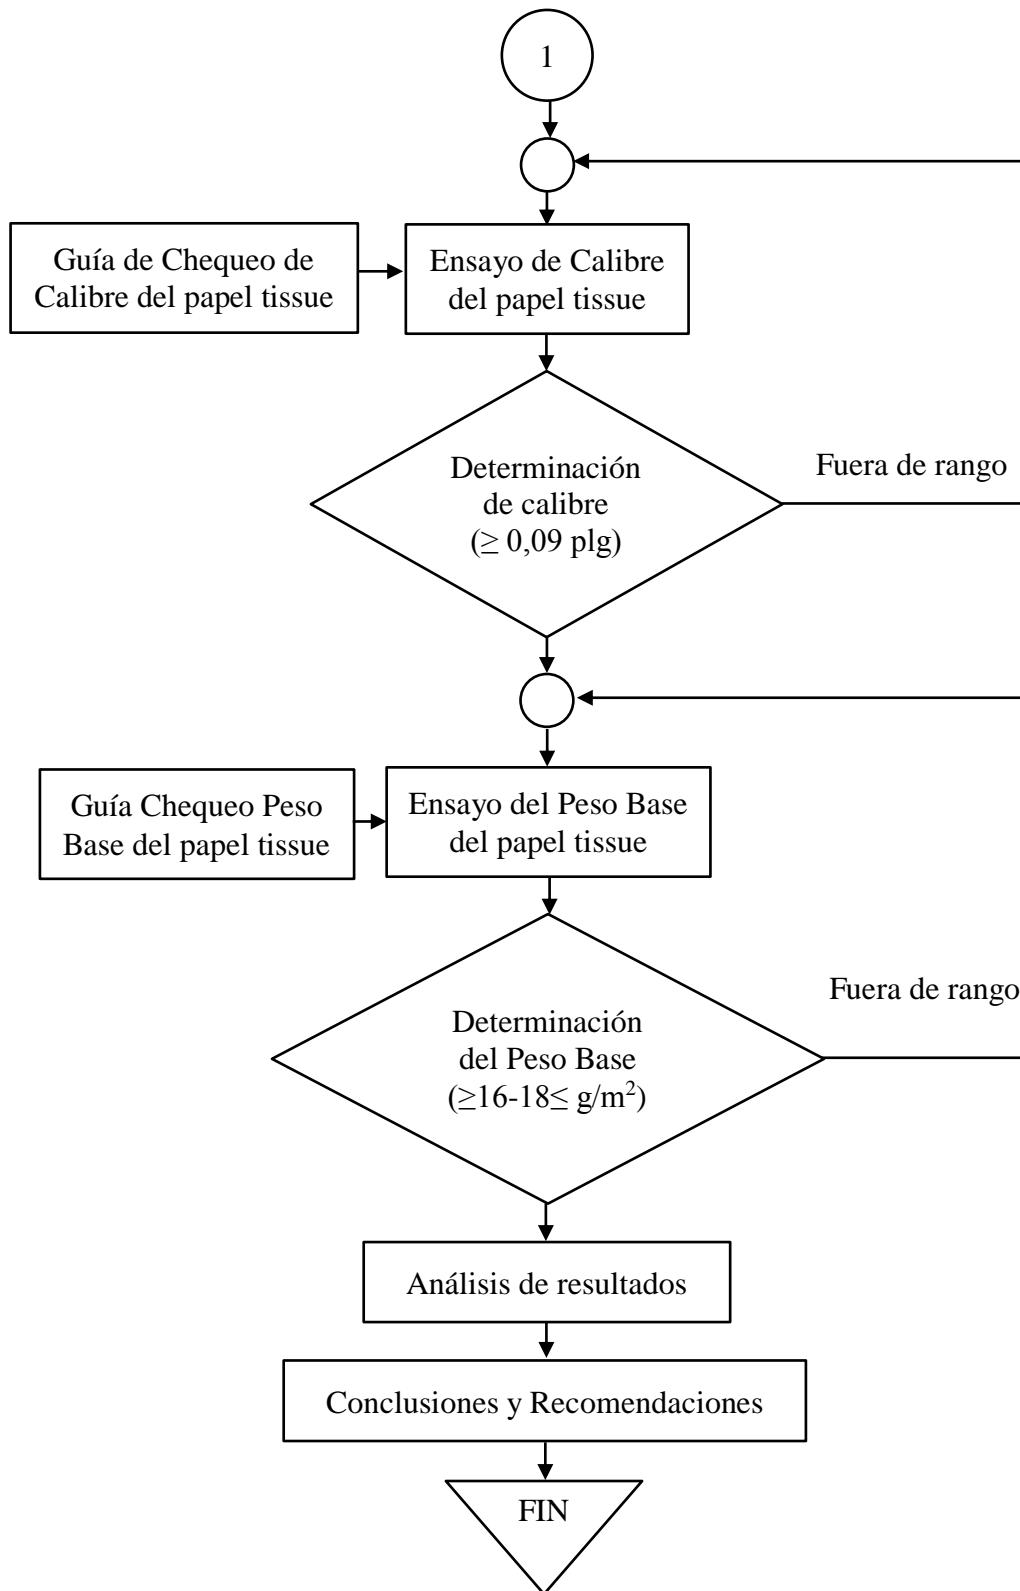 1
Guía de Chequeo de
Calibre del papel tissue
Ensayo de Calibre
del papel tissue
Determinación
de calibre
(≥ 0,09 plg)
Fuera de rango
Guía Chequeo Peso
Base del papel tissue
Ensayo del Peso Base
del papel tissue
Determinación
del Peso Base
(≥16-18≤ g/m²)
Fuera de rango
Análisis de resultados
Conclusiones y Recomendaciones
FIN